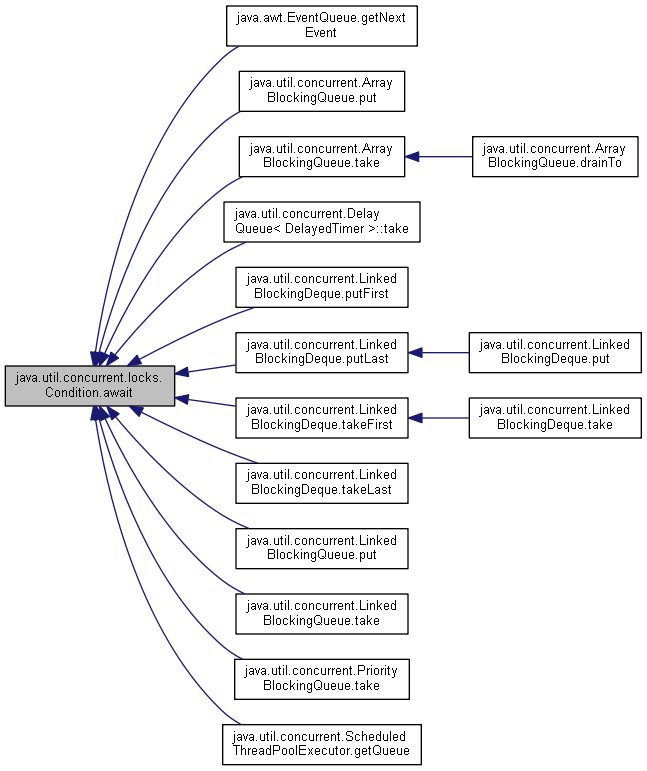 java.awt.EventQueue.getNext
Event
java.util.concurrent.Array
BlockingQueue.put
java.util.concurrent.Array
BlockingQueue.take
java.util.concurrent.Array
BlockingQueue.drainTo
java.util.concurrent.Delay
Queue< DelayedTimer >::take
java.util.concurrent.Linked
BlockingDeque.putFirst
java.util.concurrent.Linked
BlockingDeque.putLast
java.util.concurrent.Linked
BlockingDeque.put
java.util.concurrent.locks.
Condition.await
java.util.concurrent.Linked
BlockingDeque.takeFirst
java.util.concurrent.Linked
BlockingDeque.take
java.util.concurrent.Linked
BlockingDeque.takeLast
java.util.concurrent.Linked
BlockingQueue.put
java.util.concurrent.Linked
BlockingQueue.take
java.util.concurrent.Priority
BlockingQueue.take
java.util.concurrent.Scheduled
ThreadPoolExecutor.getQueue